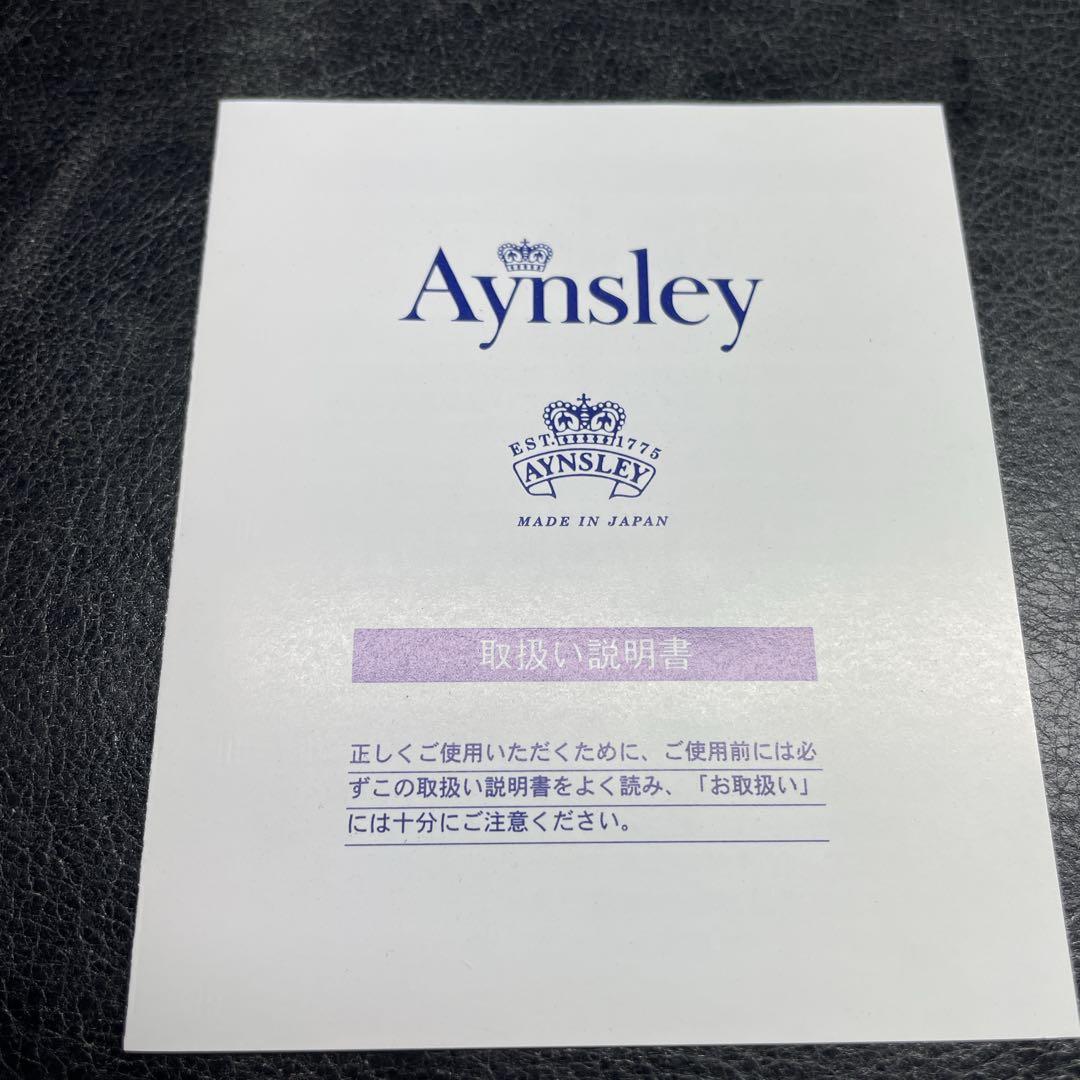 Aynsley
EST. 1775
AYNSLEY
MADE IN JAPAN
取扱い説明書
正しくご使用いただくために、ご使用前には必
ずこの取扱い説明書をよく読み、「お取扱い」
には十分にご注意ください。